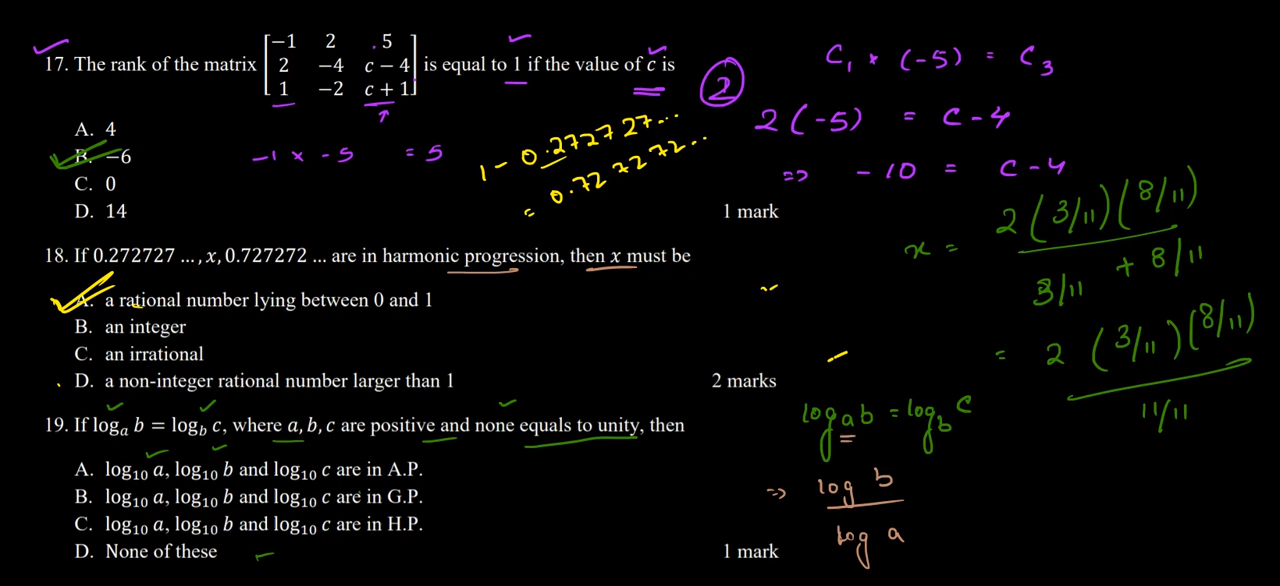 17. The rank of the matrix [−1 2 5
2 −4 c − 4
1 −2 c + 1] is equal to 1 if the value of c is
A. 4
B. −6
C. 0
D. 14
1 mark
−1 × −5 = 5
1 − 0.272727...
= 0.727272...
2
C₁ × (−5) = C₃
2(−5) = c − 4
⇒ −10 = c − 4
18. If 0.272727 ..., x, 0.727272 ... are in harmonic progression, then x must be
A. a rational number lying between 0 and 1
B. an integer
C. an irrational
D. a non-integer rational number larger than 1
2 marks
x = 2(3/11)(8/11)
3/11 + 8/11
= 2(3/11)(8/11)
11/11
19. If logₐ b = log_b c, where a, b, c are positive and none equals to unity, then
A. log₁₀ a, log₁₀ b and log₁₀ c are in A.P.
B. log₁₀ a, log₁₀ b and log₁₀ c are in G.P.
C. log₁₀ a, log₁₀ b and log₁₀ c are in H.P.
D. None of these
1 mark
logₐ b = log_b c
⇒ log b
log a